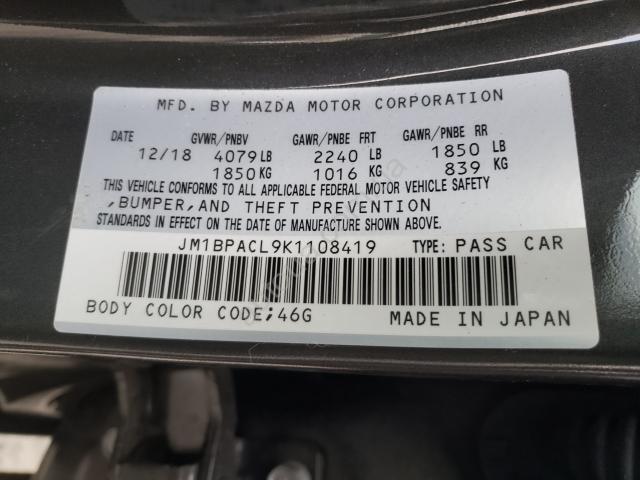 MFD. BY MAZDA MOTOR CORPORATION
DATE GVWR/PNBV GAWR/PNBE FRT GAWR/PNBE RR
12/18 4079 LB 2240 LB 1850 LB
1850 KG 1016 KG 839 KG
THIS VEHICLE CONFORMS TO ALL APPLICABLE FEDERAL MOTOR VEHICLE SAFETY
,BUMPER,AND THEFT PREVENTION
STANDARDS IN EFFECT ON THE DATE OF MANUFACTURE SHOWN ABOVE.
JM1BPACL9K1108419 TYPE: PASS CAR
BODY COLOR CODE;46G MADE IN JAPAN